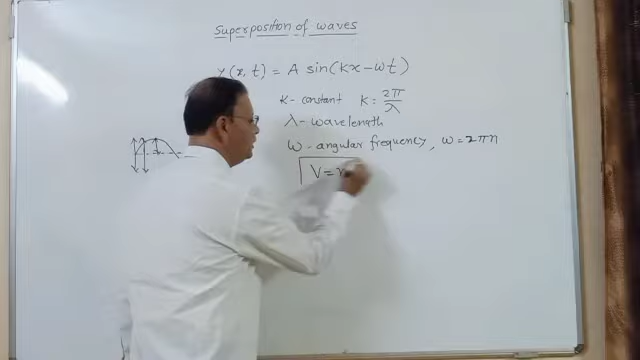 Superposition of waves
Y(x, t) = A sin(Kx - ωt)
K - constant K = 2π/λ
λ - wavelength
ω - angular frequency, ω = 2πn
V = n